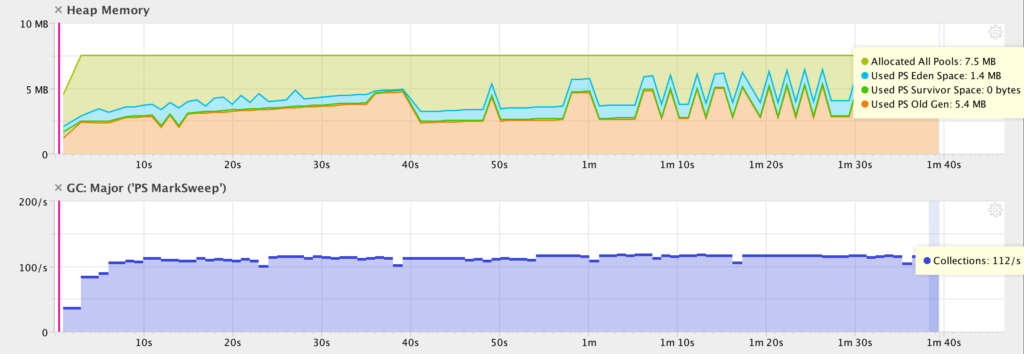 × Heap Memory
10 MB
5 MB
0
Allocated All Pools: 7.5 MB
Used PS Eden Space: 1.4 MB
Used PS Survivor Space: 0 bytes
Used PS Old Gen: 5.4 MB
10s 20s 30s 40s 50s 1m 1m 10s 1m 20s 1m 30s 1m 40s
× GC: Major ('PS MarkSweep')
200/s
100/s
0
Collections: 112/s
10s 20s 30s 40s 50s 1m 1m 10s 1m 20s 1m 30s 1m 40s